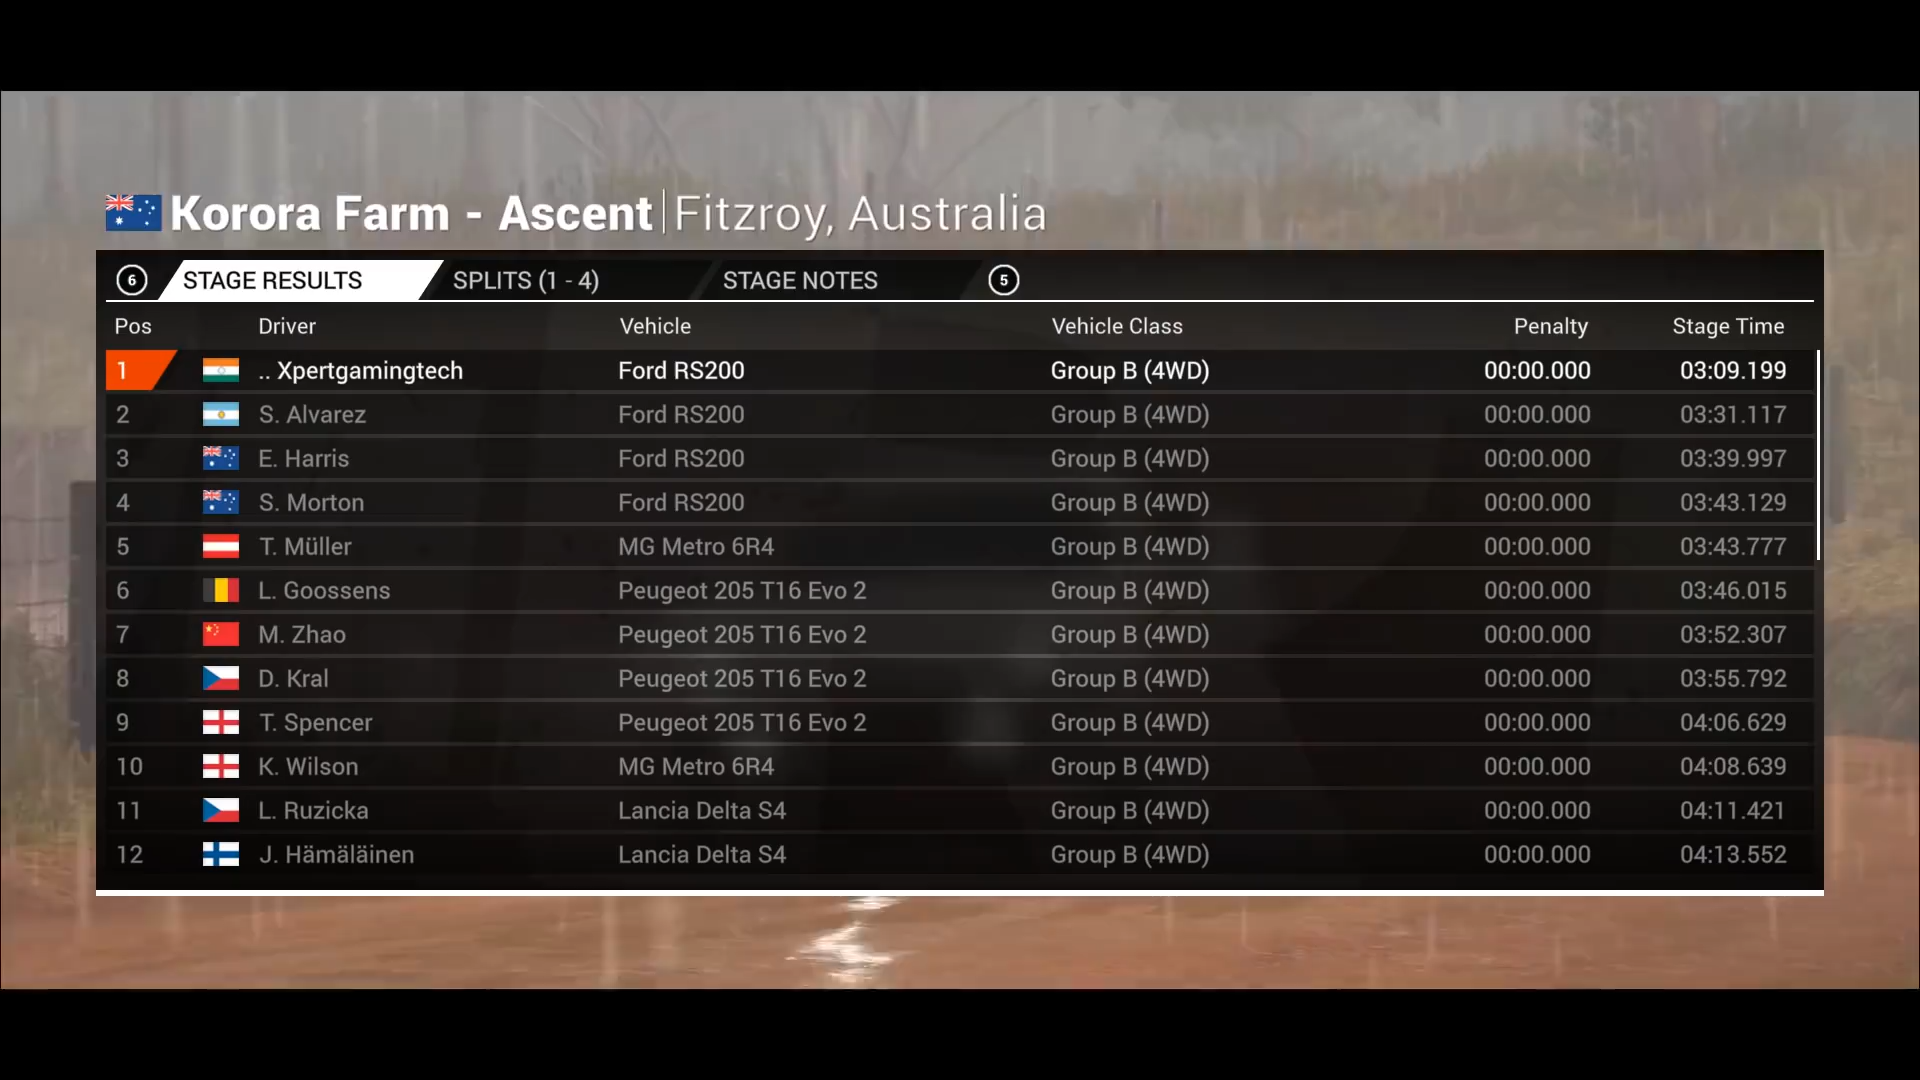 Korora Farm - Ascent | Fitzroy, Australia
6 STAGE RESULTS SPLITS (1 - 4) STAGE NOTES 5
Pos Driver Vehicle Vehicle Class Penalty Stage Time
1 .. Xpertgamingtech Ford RS200 Group B (4WD) 00:00.000 03:09.199
2 S. Alvarez Ford RS200 Group B (4WD) 00:00.000 03:31.117
3 E. Harris Ford RS200 Group B (4WD) 00:00.000 03:39.997
4 S. Morton Ford RS200 Group B (4WD) 00:00.000 03:43.129
5 T. Müller MG Metro 6R4 Group B (4WD) 00:00.000 03:43.777
6 L. Goossens Peugeot 205 T16 Evo 2 Group B (4WD) 00:00.000 03:46.015
7 M. Zhao Peugeot 205 T16 Evo 2 Group B (4WD) 00:00.000 03:52.307
8 D. Kral Peugeot 205 T16 Evo 2 Group B (4WD) 00:00.000 03:55.792
9 T. Spencer Peugeot 205 T16 Evo 2 Group B (4WD) 00:00.000 04:06.629
10 K. Wilson MG Metro 6R4 Group B (4WD) 00:00.000 04:08.639
11 L. Ruzicka Lancia Delta S4 Group B (4WD) 00:00.000 04:11.421
12 J. Hämäläinen Lancia Delta S4 Group B (4WD) 00:00.000 04:13.552